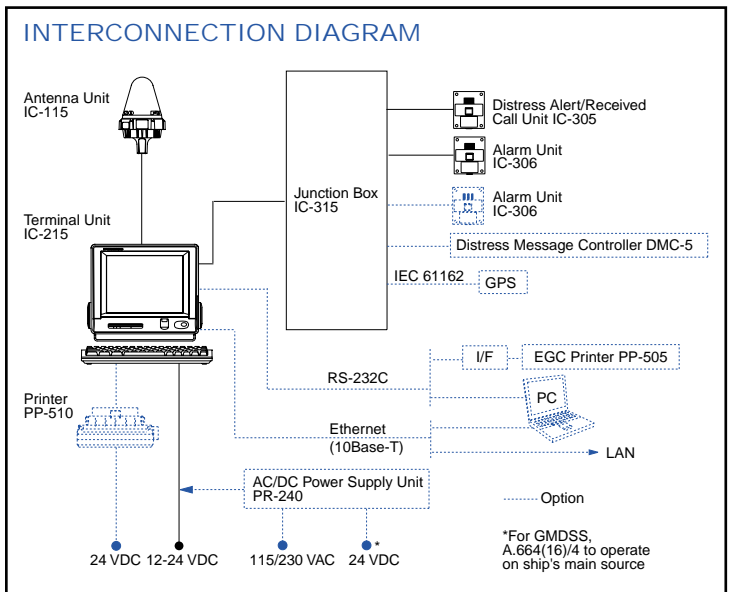 INTERCONNECTION DIAGRAM
Antenna Unit
IC-115
Terminal Unit
IC-215
Printer
PP-510
Junction Box
IC-315
Distress Alert/Received
Call Unit IC-305
Alarm Unit
IC-306
Alarm Unit
IC-306
Distress Message Controller DMC-5
IEC 61162
GPS
I/F
EGC Printer PP-505
RS-232C
PC
Ethernet
(10Base-T)
LAN
AC/DC Power Supply Unit
PR-240
Option
24 VDC
12-24 VDC
115/230 VAC
*
24 VDC
*For GMDSS,
A.664(16)/4 to operate
on ship's main source